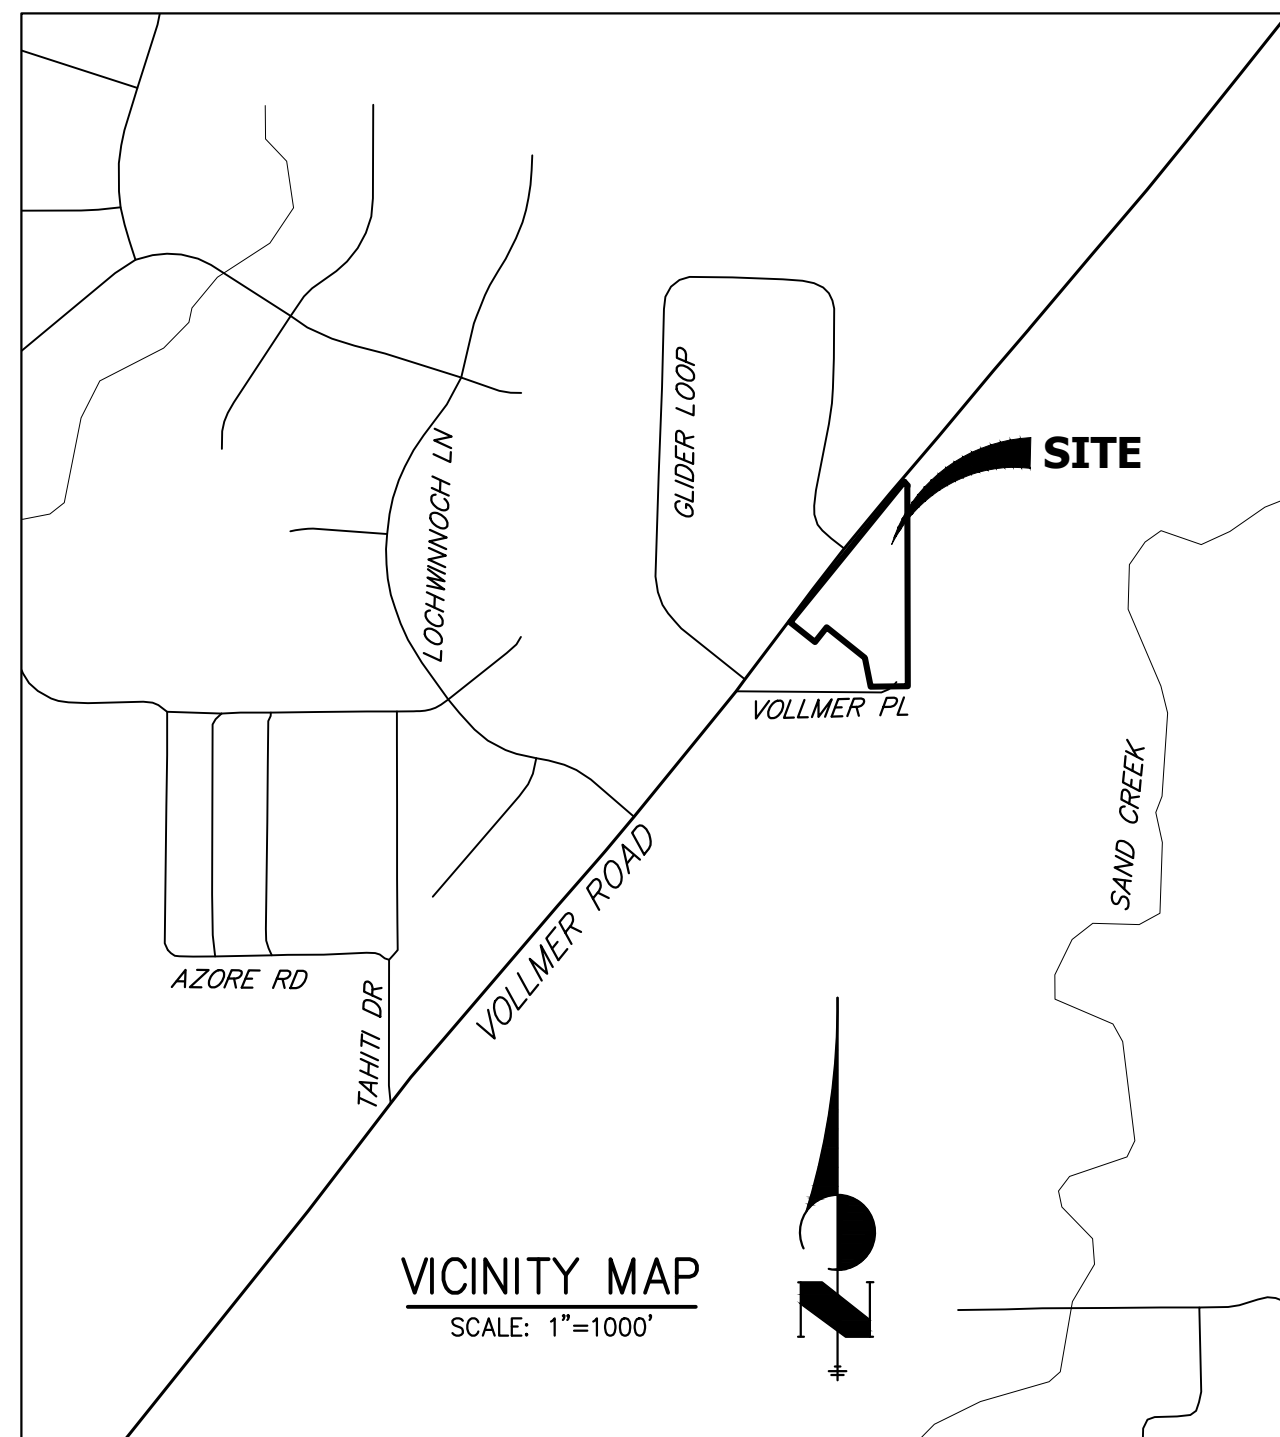 GLIDER LOOP
SITE
LOCHWINNOCH LN
VOLLMER PL
SAND CREEK
VOLLMER ROAD
AZORE RD
TAHITI DR
VICINITY MAP
SCALE: 1"=1000'
N